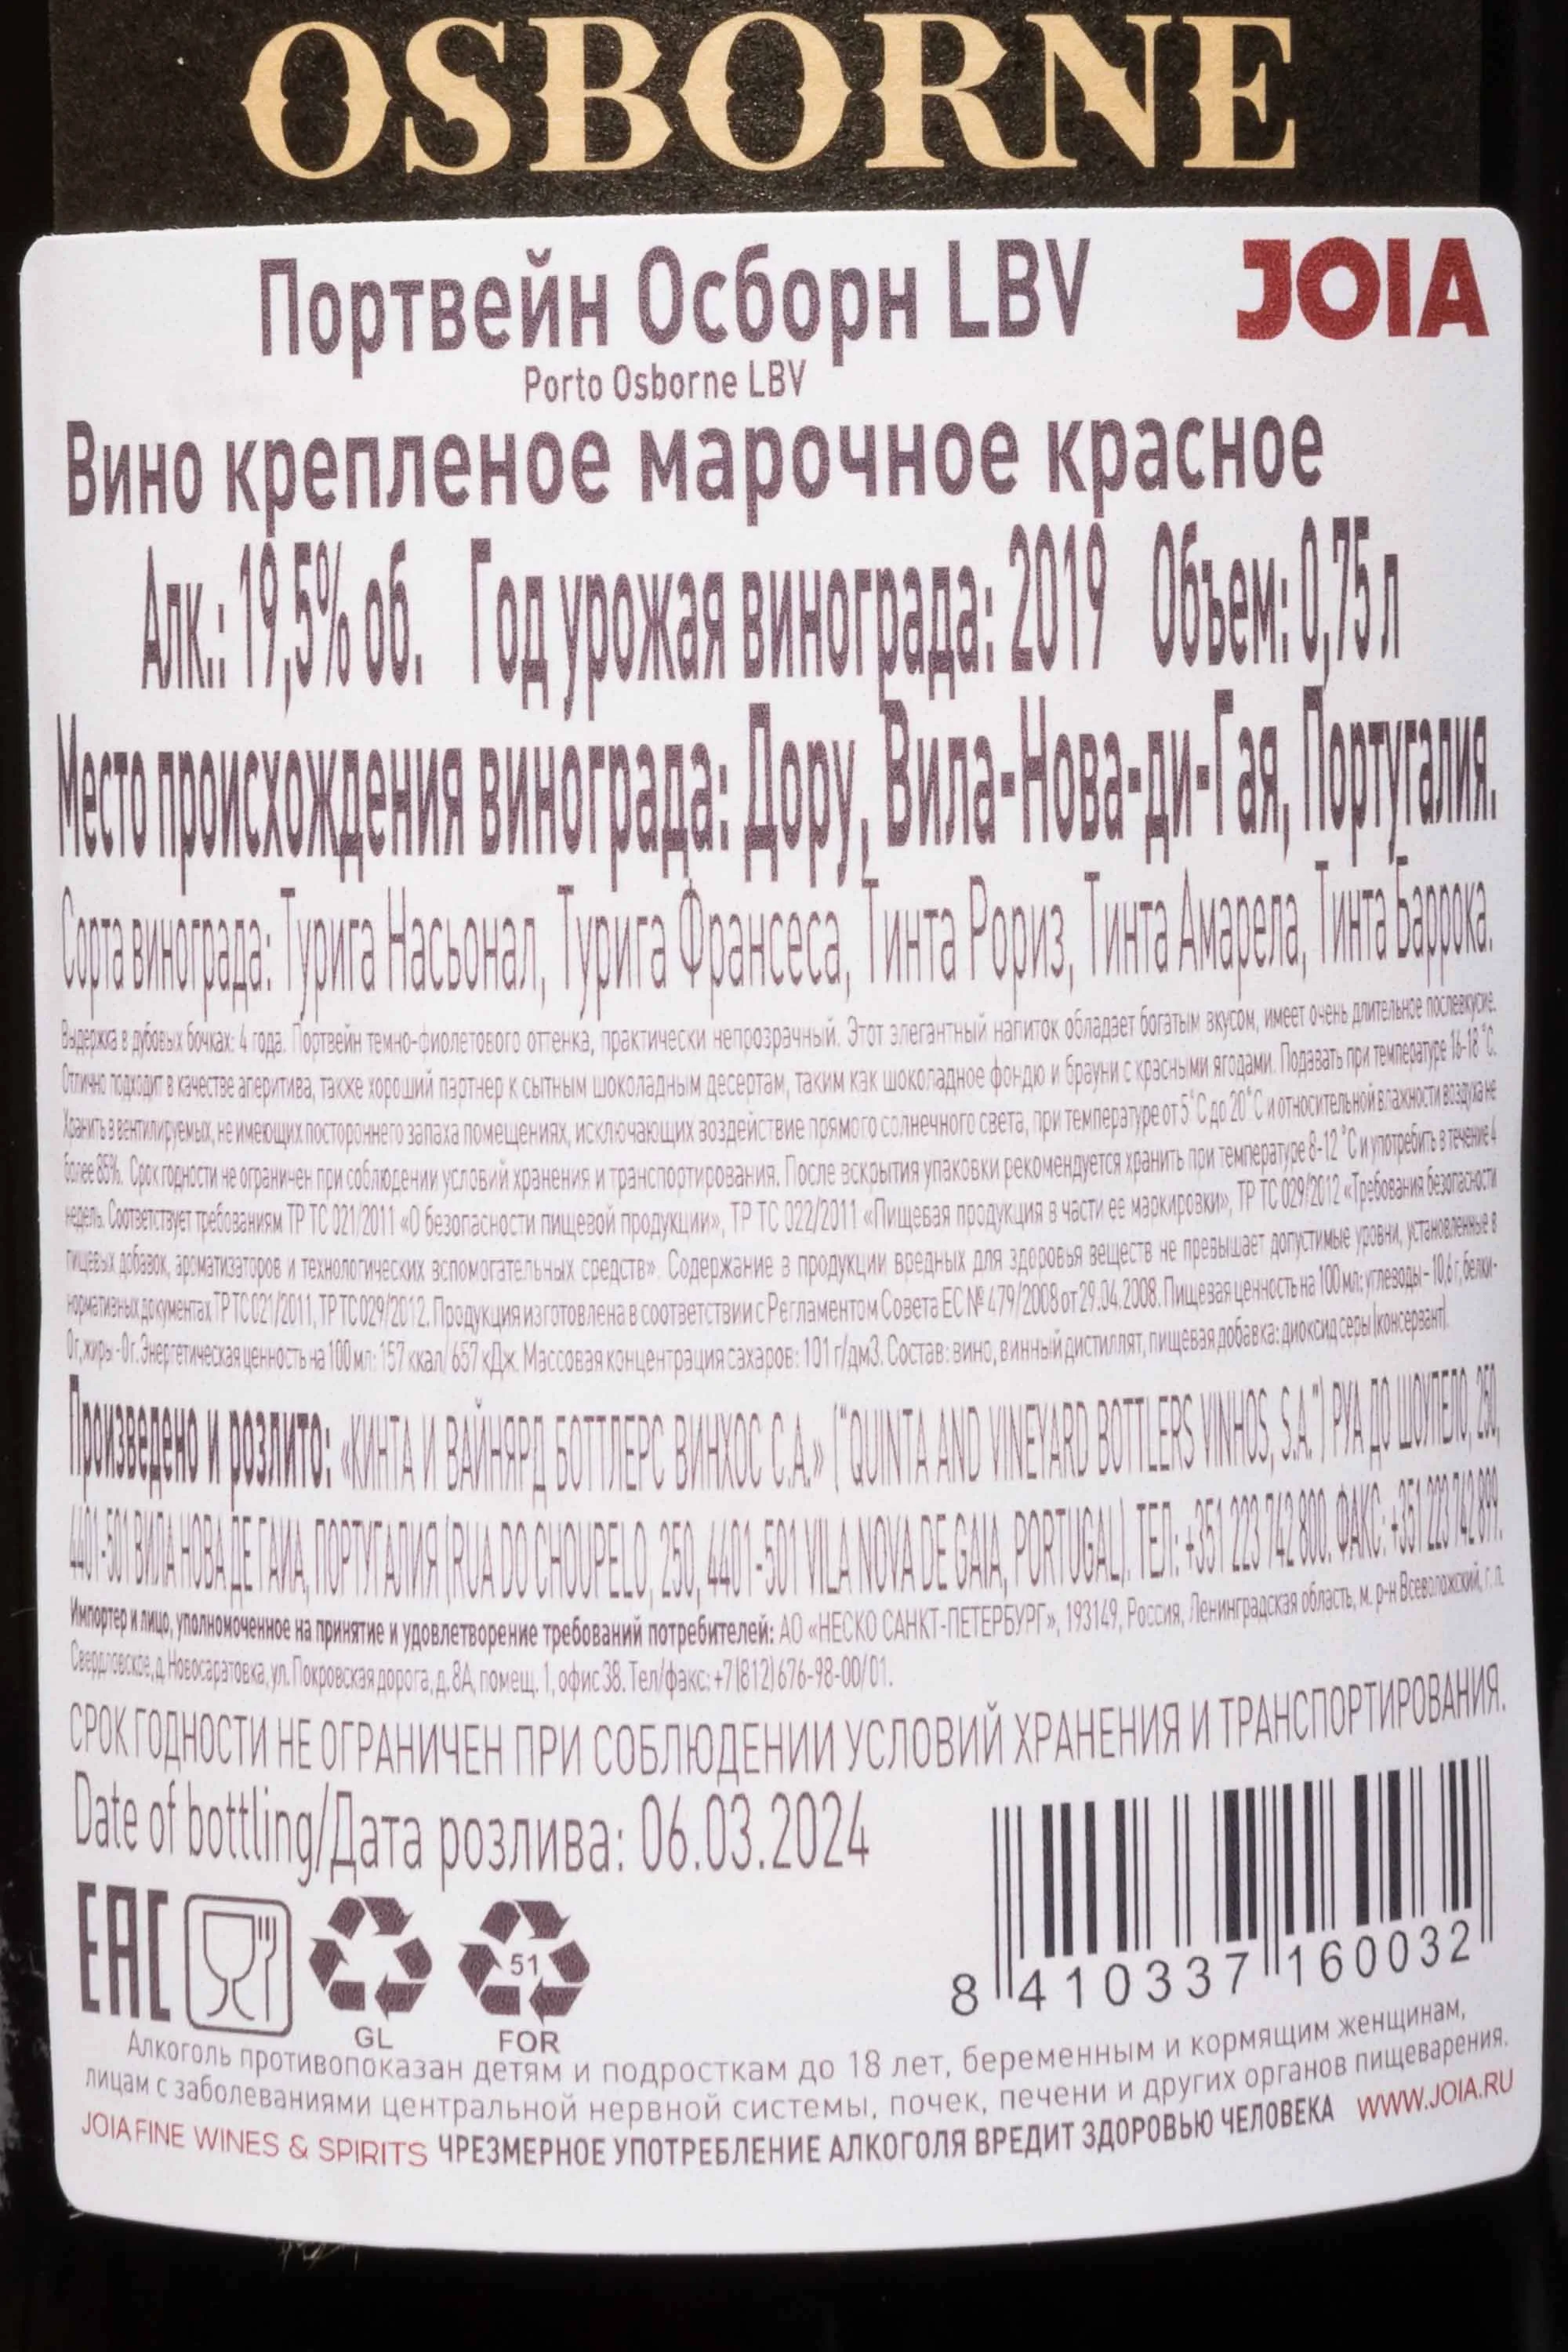 OSBORNE
Портвейн Осборн LBV
JOIA
Porto Osborne LBV
Вино крепленое марочное красное
Алк.: 19,5% об. Год урожая винограда: 2019 Объем: 0,75 л
Место происхождения винограда: Дору, Вила-Нова-ди-Гая, Португалия.
Сорта винограда: Турига Насьонал, Турига Франсеса, Тинта Рориз, Тинта Амарела, Тинта Баррока.
Выдержка в дубовых бочках: 4 года. Портвейн темно-фиолетового оттенка, практически непрозрачный. Этот элегантный напиток обладает богатым вкусом, имеет очень длительное послевкусие.
Отлично подходит в качестве аперитива, также хороший партнер к сытным шоколадным десертам, таким как шоколадное фондю и брауни с красными ягодами. Подавать при температуре 16-18 °С.
Хранить в вентилируемых, не имеющих постороннего запаха помещениях, исключающих воздействие прямого солнечного света, при температуре от 5°С до 20°С и относительной влажности воздуха не
более 85%. Срок годности не ограничен при соблюдении условий хранения и транспортирования. После вскрытия упаковки рекомендуется хранить при температуре 8-12 °С и употребить в течение 4
недель. Соответствует требованиям ТР ТС 021/2011 «О безопасности пищевой продукции», ТР ТС 022/2011 «Пищевая продукция в части ее маркировки», ТР ТС 029/2012 «Требования безопасности
пищевых добавок, ароматизаторов и технологических вспомогательных средств». Содержание в продукции вредных для здоровья веществ не превышает допустимые уровни, установленные в
нормативных документах ТР ТС 021/2011, ТР ТС 029/2012. Продукция изготовлена в соответствии с Регламентом Совета ЕС № 479/2008 от 29.04.2008. Пищевая ценность на 100 мл: углеводы – 10,6 г, белки-
0 г, жиры - 0 г. Энергетическая ценность на 100 мл: 157 ккал/ 657 кДж. Массовая концентрация сахаров: 101 г/дм3. Состав: вино, винный дистиллят, пищевая добавка: диоксид серы (консервант).
Произведено и розлито: «КИНТА И ВАЙНЯРД БОТТЛЕРС ВИНХОС С.А.» ("QUINTA AND VINEYARD BOTTLERS VINHOS, S.A.") РУА ДО ШОУПЕЛО, 250,
4401-501 ВИЛА НОВА ДЕ ГАИА, ПОРТУГАЛИЯ (RUA DO CHOUPELO, 250, 4401-501 VILA NOVA DE GAIA, PORTUGAL). ТЕЛ: +351 223 742 800. ФАКС: +351 223 742 899.
Импортер и лицо, уполномоченное на принятие и удовлетворение требований потребителей: АО «НЕСКО САНКТ-ПЕТЕРБУРГ», 193149, Россия, Ленинградская область, м. р-н Всеволожский, г. п.
Свердловское, д. Новосаратовка, ул. Покровская дорога, д. 8А, помещ. 1, офис 38. Тел/факс: +7(812) 676-98-00/01.
СРОК ГОДНОСТИ НЕ ОГРАНИЧЕН ПРИ СОБЛЮДЕНИИ УСЛОВИЙ ХРАНЕНИЯ И ТРАНСПОРТИРОВАНИЯ.
Date of bottling/Дата розлива: 06.03.2024
EAC
51
GL
FOR
8 410337 160032
Алкоголь противопоказан детям и подросткам до 18 лет, беременным и кормящим женщинам,
лицам с заболеваниями центральной нервной системы, почек, печени и других органов пищеварения.
JOIA FINE WINES & SPIRITS ЧРЕЗМЕРНОЕ УПОТРЕБЛЕНИЕ АЛКОГОЛЯ ВРЕДИТ ЗДОРОВЬЮ ЧЕЛОВЕКА WWW.JOIA.RU